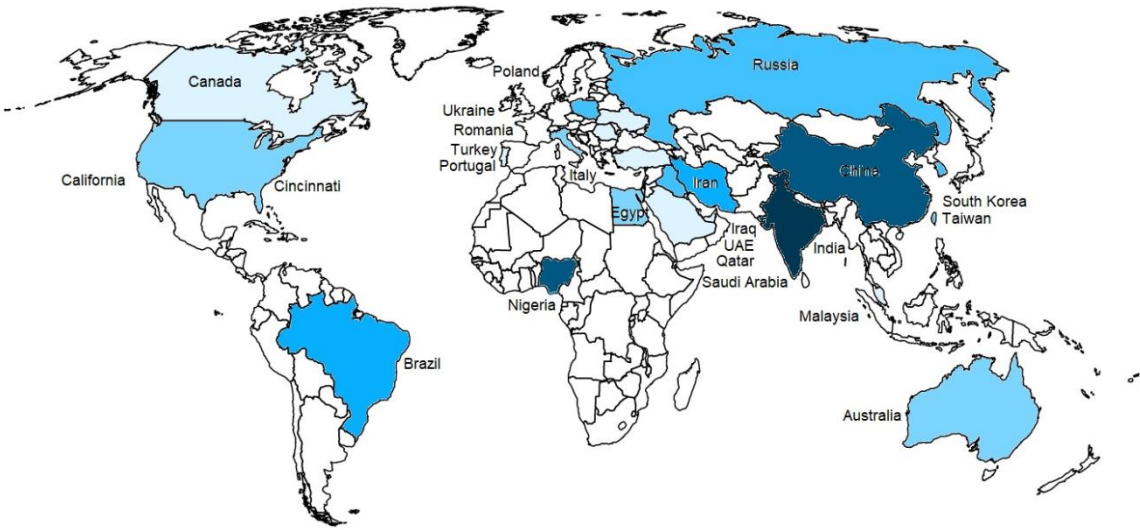 Canada
Poland
Russia
Ukraine
Romania
Turkey
Portugal
California
Cincinnati
Italy
Iran
China
Egypt
South Korea
Taiwan
Iraq
UAE
Qatar
India
Saudi Arabia
Nigeria
Malaysia
Brazil
Australia